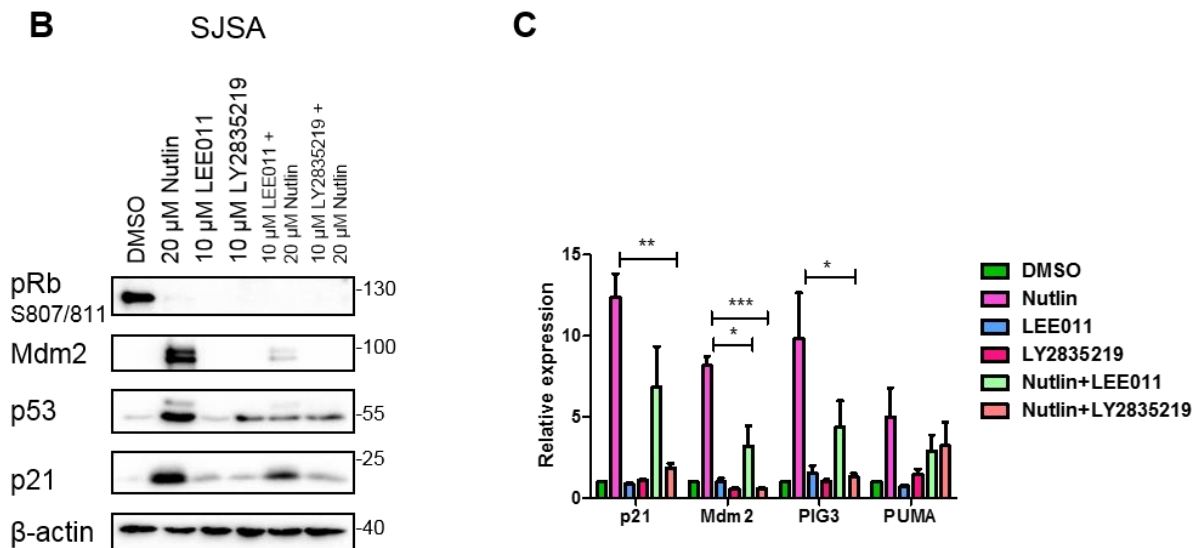 B
SJSA
DMSO
20 µM Nutlin
10 µM LEE011
10 µM LY2835219
10 µM LEE011 +
20 µM Nutlin
10 µM LY2835219 +
20 µM Nutlin
pRb
S807/811
-130
Mdm2
-100
p53
-55
p21
-25
β-actin
-40
C
Relative expression
15
10
5
0
**
***
*
*
p21
Mdm2
PIG3
PUMA
DMSO
Nutlin
LEE011
LY2835219
Nutlin+LEE011
Nutlin+LY2835219